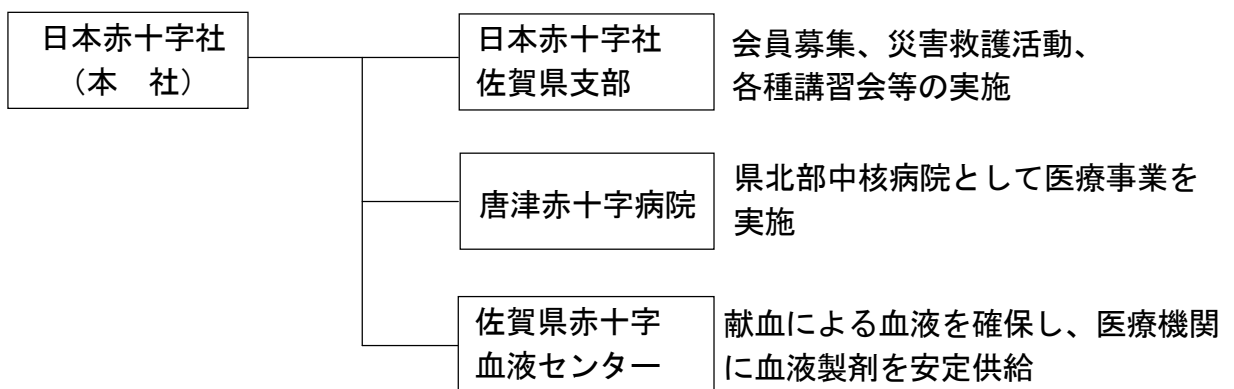 日本赤十字社
（本　社）
日本赤十字社
佐賀県支部
会員募集、災害救護活動、
各種講習会等の実施
唐津赤十字病院
県北部中核病院として医療事業を
実施
佐賀県赤十字
血液センター
献血による血液を確保し、医療機関
に血液製剤を安定供給